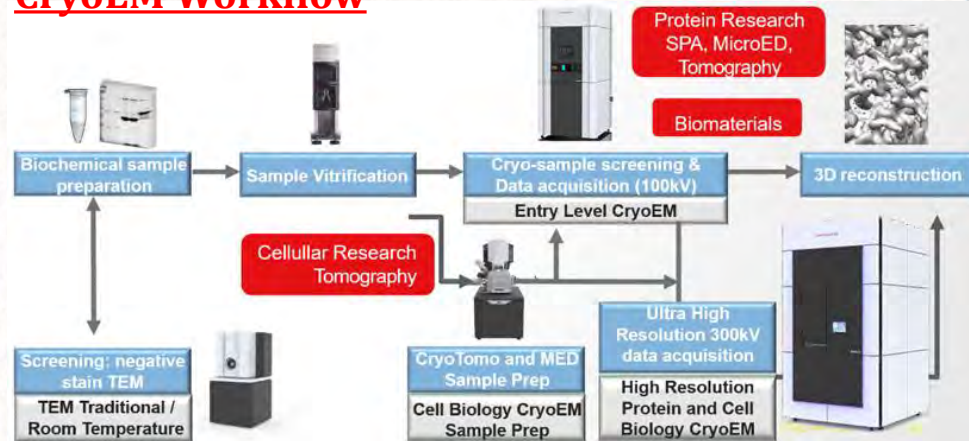 CryoEM Workflow
Protein Research
SPA, MicroED,
Tomography
Biomaterials
Biochemical sample
preparation
Sample Vitrification
Cryo-sample screening &
Data acquisition (100kV)
Entry Level CryoEM
3D reconstruction
Cellullar Research
Tomography
Screening: negative
stain TEM
TEM Traditional /
Room Temperature
CryoTomo and MED
Sample Prep
Cell Biology CryoEM
Sample Prep
Ultra High
Resolution 300kV
data acquisition
High Resolution
Protein and Cell
Biology CryoEM